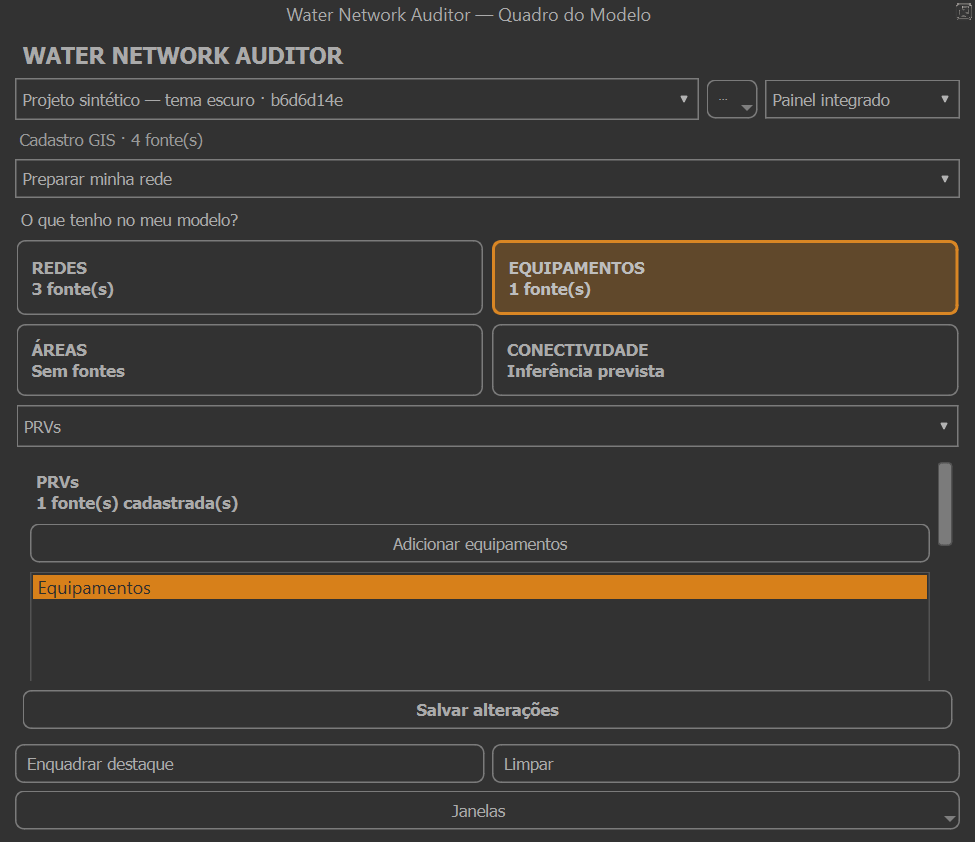 Water Network Auditor — Quadro do Modelo
WATER NETWORK AUDITOR
Projeto sintético — tema escuro · b6d6d14e
...
Painel integrado
Cadastro GIS · 4 fonte(s)
Preparar minha rede
O que tenho no meu modelo?
REDES
3 fonte(s)
EQUIPAMENTOS
1 fonte(s)
ÁREAS
Sem fontes
CONECTIVIDADE
Inferência prevista
PRVs
PRVs
1 fonte(s) cadastrada(s)
Adicionar equipamentos
Equipamentos
Salvar alterações
Enquadrar destaque
Limpar
Janelas